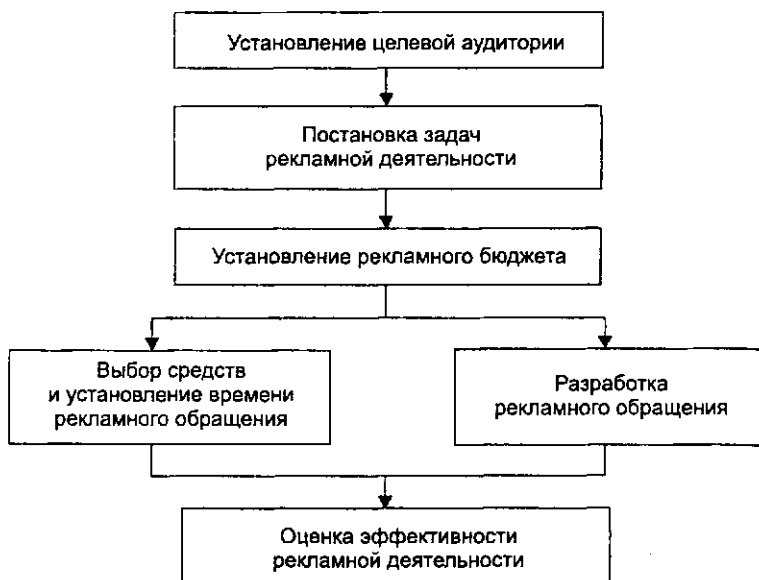 Установление целевой аудитории
Постановка задач
рекламной деятельности
Установление рекламного бюджета
Выбор средств
и установление времени
рекламного обращения
Разработка
рекламного обращения
Оценка эффективности
рекламной деятельности